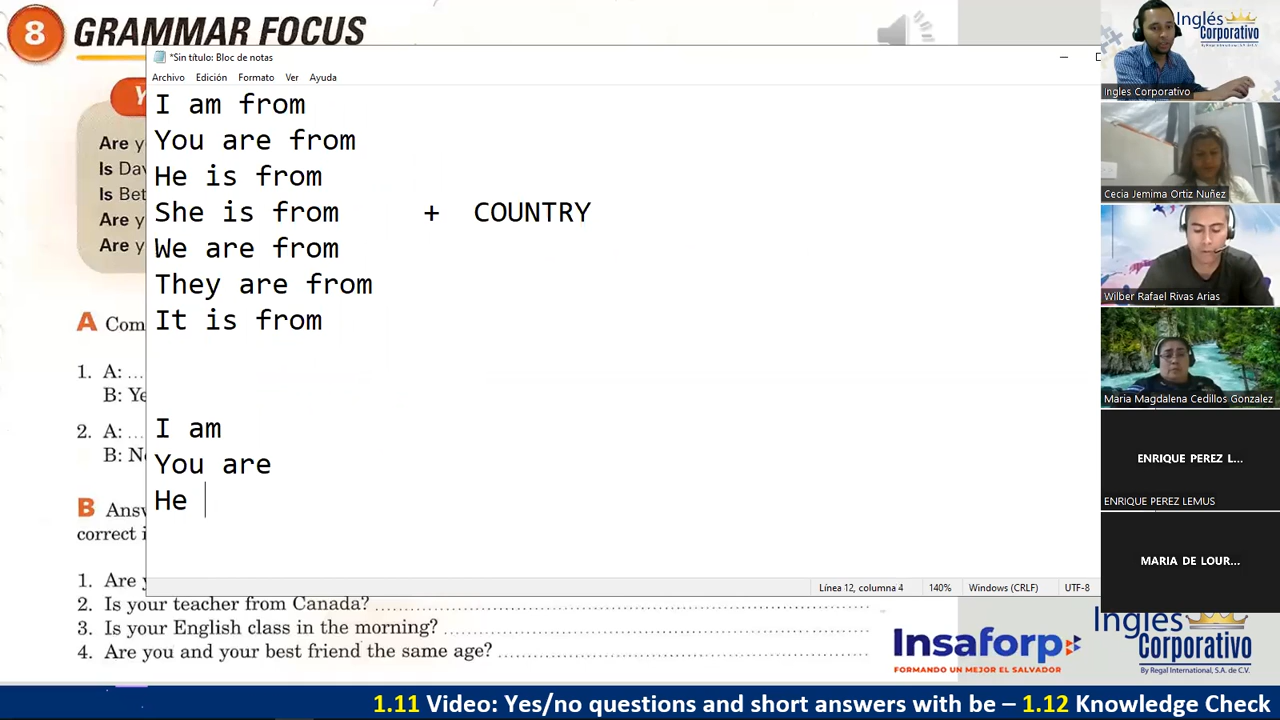 8 GRAMMAR FOCUS
*Sin título: Bloc de notas
Archivo Edición Formato Ver Ayuda
I am from
You are from
He is from
She is from + COUNTRY
We are from
They are from
It is from
I am
You are
He
Línea 12, columna 4 140% Windows (CRLF) UTF-8
Are y
Is Dav
Is Bet
Are y
Are y
A Com
1. A: ...
B: Ye
2. A: ...
B: N
B Answ
correct i
1. Are y
2. Is your teacher from Canada?
3. Is your English class in the morning?
4. Are you and your best friend the same age?
Insaforp
FORMANDO UN MEJOR EL SALVADOR
Inglés
Corporativo
By Regal International, S.A. de C.V.
1.11 Video: Yes/no questions and short answers with be – 1.12 Knowledge Check
Inglés
Corporativo
By Regal International, S.A. de C.V.
Ingles Corporativo
Cecia Jemima Ortiz Nuñez
Wilber Rafael Rivas Arias
Maria Magdalena Cedillos Gonzalez
ENRIQUE PEREZ L...
ENRIQUE PEREZ LEMUS
MARIA DE LOUR...